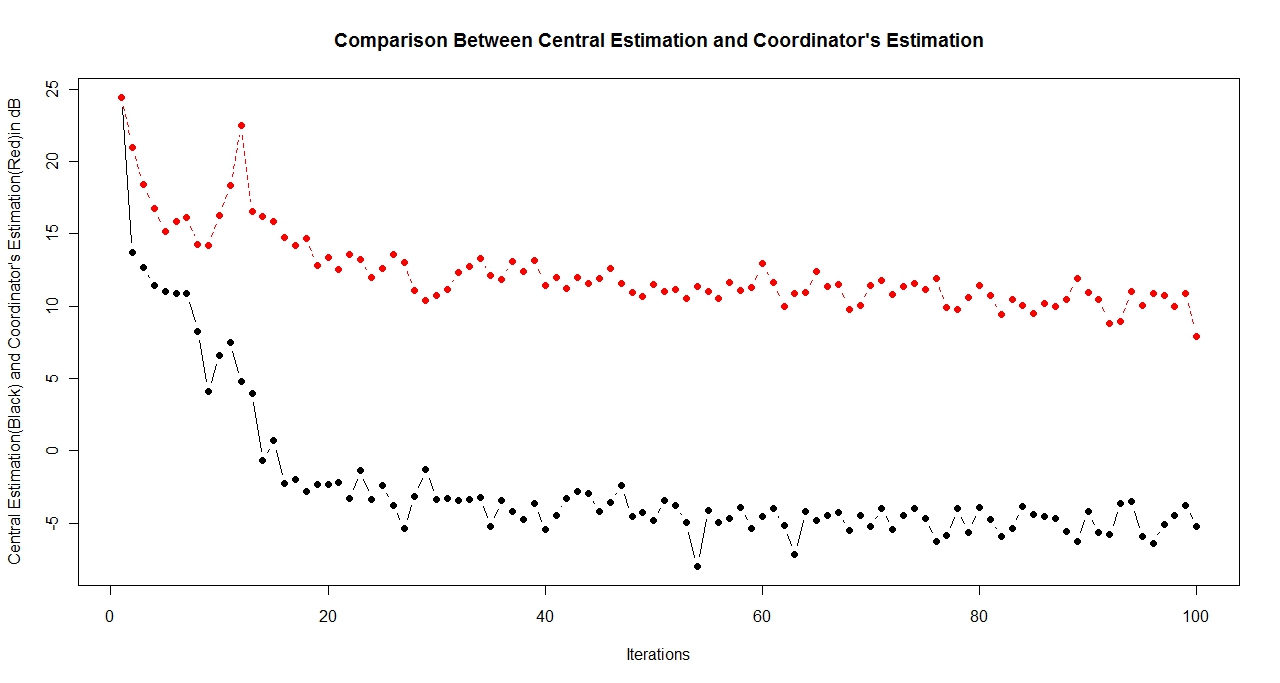 Comparison Between Central Estimation and Coordinator's Estimation
Central Estimation(Black) and Coordinator's Estimation(Red)in dB
25
20
15
10
5
0
-5
0 20 40 60 80 100
Iterations